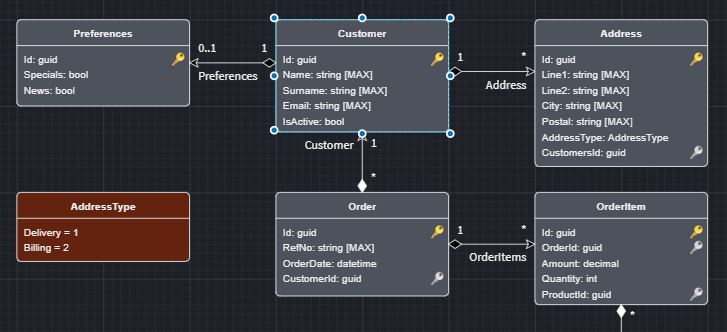 Preferences
Id: guid
Specials: bool
News: bool
0..1
1
Preferences
Customer
Id: guid
Name: string [MAX]
Surname: string [MAX]
Email: string [MAX]
IsActive: bool
1
*
Address
Address
Id: guid
Line1: string [MAX]
Line2: string [MAX]
City: string [MAX]
Postal: string [MAX]
AddressType: AddressType
CustomersId: guid
Customer
1
*
AddressType
Delivery = 1
Billing = 2
Order
Id: guid
RefNo: string [MAX]
OrderDate: datetime
CustomerId: guid
1
*
OrderItems
OrderItem
Id: guid
OrderId: guid
Amount: decimal
Quantity: int
ProductId: guid
*